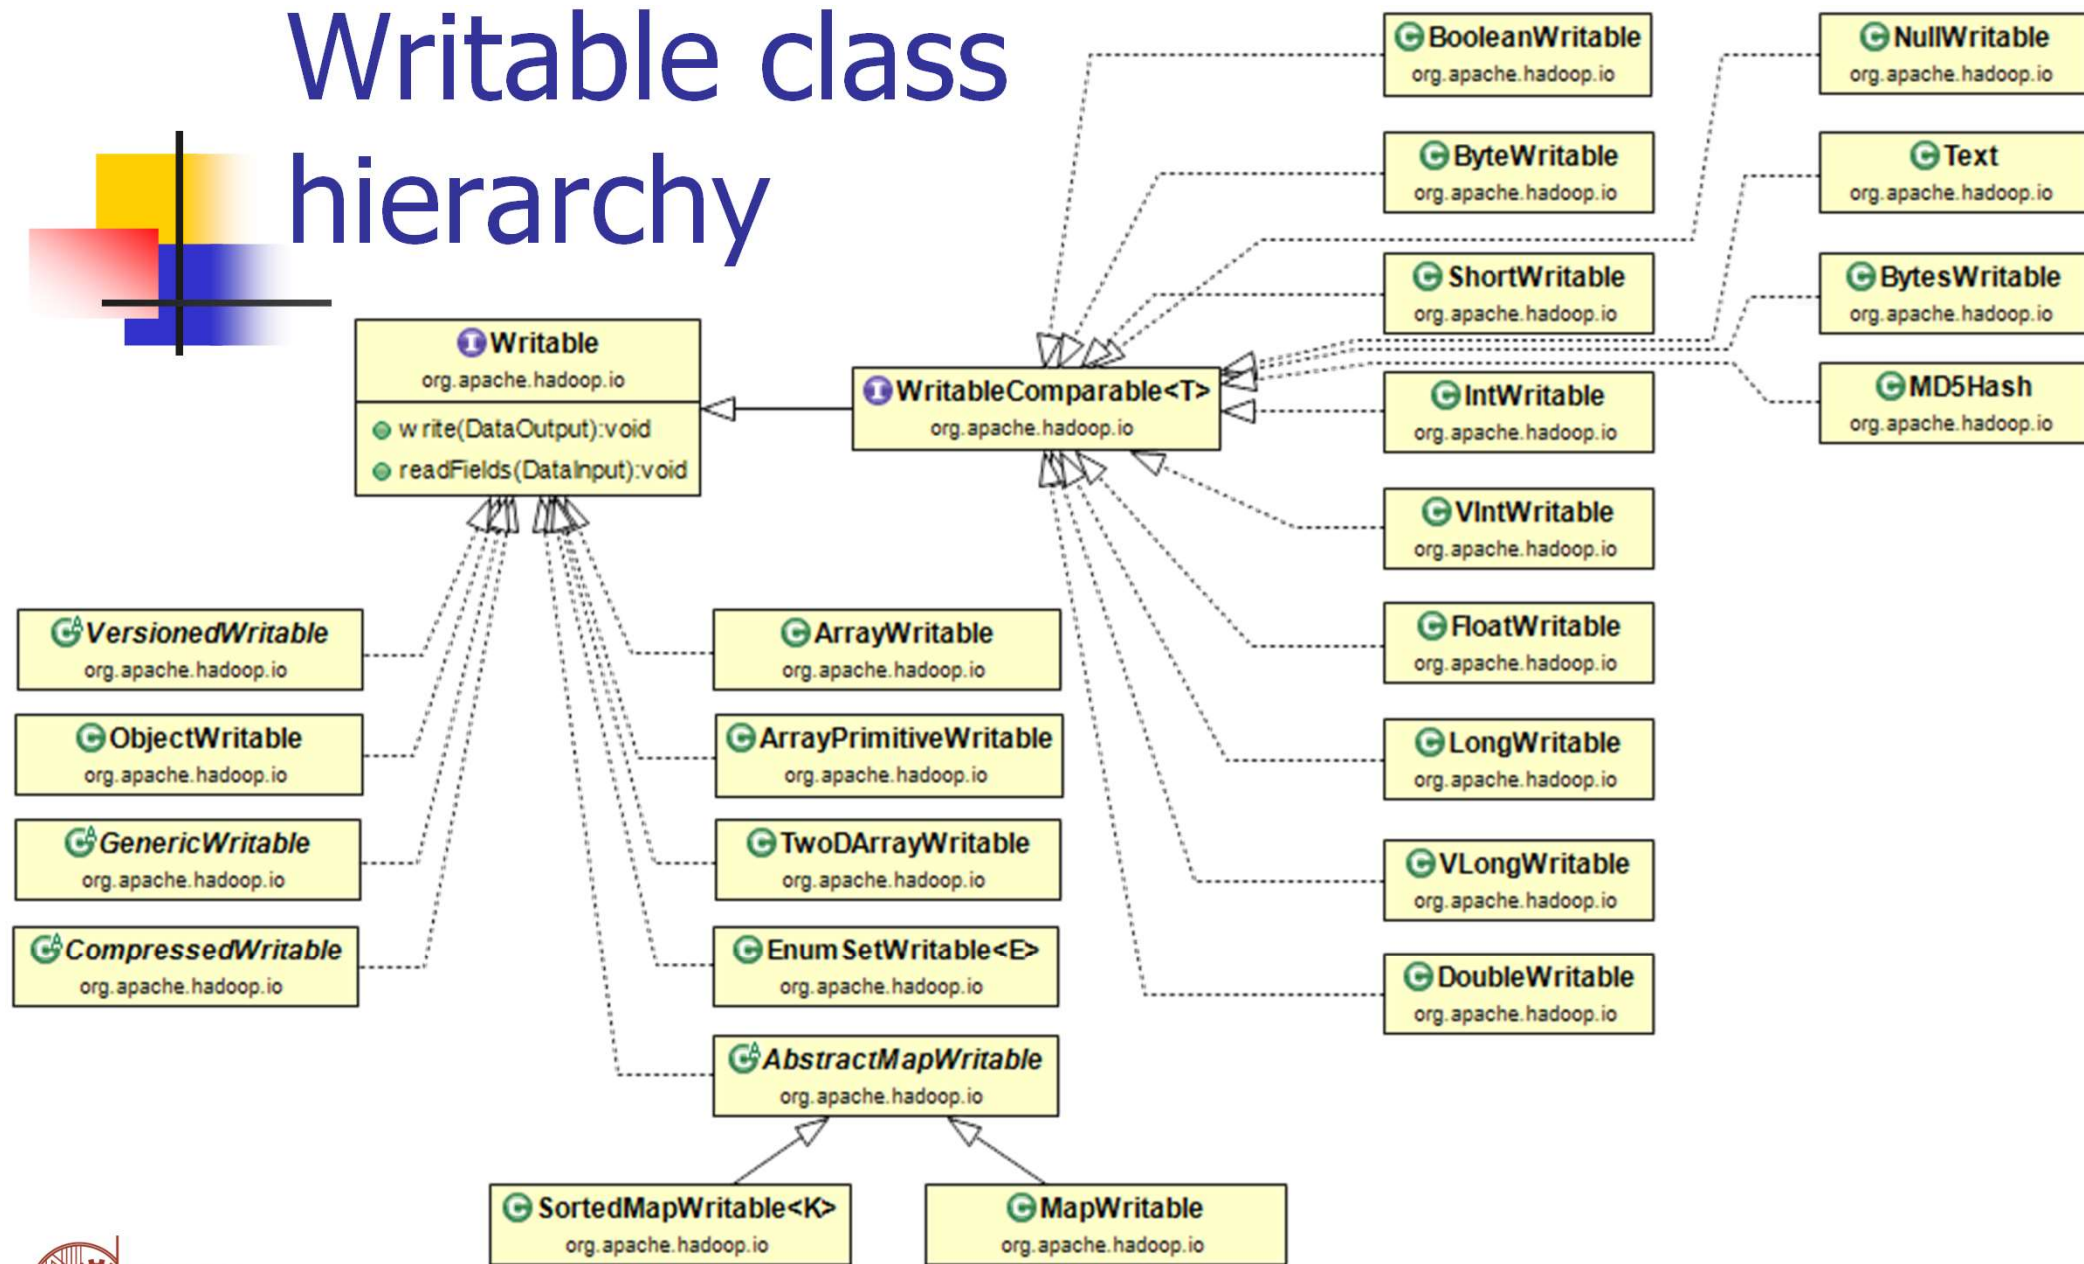 Writable class
hierarchy
Writable
org.apache.hadoop.io
write(DataOutput):void
readFields(DataInput):void
WritableComparable<T>
org.apache.hadoop.io
BooleanWritable
org.apache.hadoop.io
ByteWritable
org.apache.hadoop.io
ShortWritable
org.apache.hadoop.io
IntWritable
org.apache.hadoop.io
VIntWritable
org.apache.hadoop.io
FloatWritable
org.apache.hadoop.io
LongWritable
org.apache.hadoop.io
VLongWritable
org.apache.hadoop.io
DoubleWritable
org.apache.hadoop.io
NullWritable
org.apache.hadoop.io
Text
org.apache.hadoop.io
BytesWritable
org.apache.hadoop.io
MD5Hash
org.apache.hadoop.io
VersionedWritable
org.apache.hadoop.io
ObjectWritable
org.apache.hadoop.io
GenericWritable
org.apache.hadoop.io
CompressedWritable
org.apache.hadoop.io
ArrayWritable
org.apache.hadoop.io
ArrayPrimitiveWritable
org.apache.hadoop.io
TwoDArrayWritable
org.apache.hadoop.io
EnumSetWritable<E>
org.apache.hadoop.io
AbstractMapWritable
org.apache.hadoop.io
SortedMapWritable<K>
org.apache.hadoop.io
MapWritable
org.apache.hadoop.io